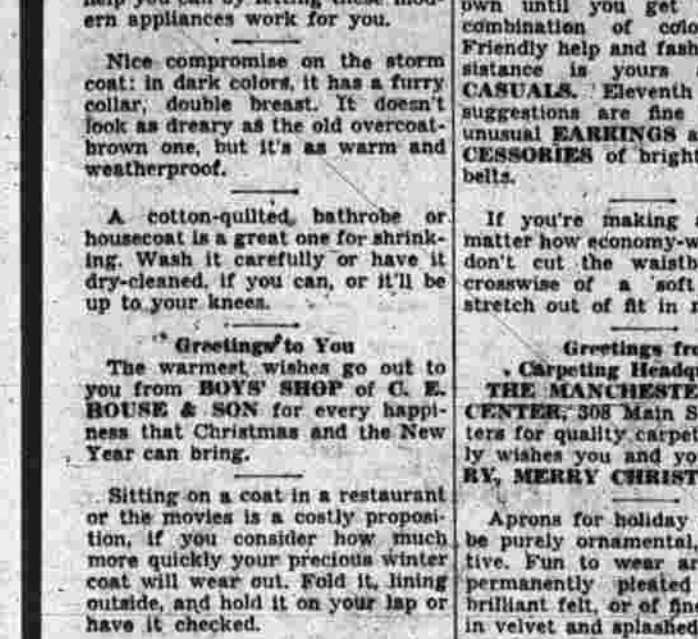 help you can by letting these mod-
ern appliances work for you.
Nice compromise on the storm
coat: in dark colors, it has a furry
collar, double breast. It doesn't
look as dreary as the old overcoat-
brown one, but it's as warm and
weatherproof.
A cotton-quilted bathrobe or
housecoat is a great one for shrink-
ing. Wash it carefully or have it
dry-cleaned, if you can, or it'll be
up to your knees.
Greetings to You
The warmest wishes go out to
you from BOYS' SHOP of C. E.
HOUSE & SON for every happi-
ness that Christmas and the New
Year can bring.
Sitting on a coat in a restaurant
or the movies is a costly proposi-
tion, if you consider how much
more quickly your precious winter
coat will wear out. Fold it, lining
outside, and hold it on your lap or
have it checked.
own until you get
combination of colo
Friendly help and fash
sistance is yours
CASUALS. Eleventh
suggestions are fine
unusual EARRINGS
CESSORIES of bright
belts.
If you're making
matter how economy-w
don't cut the waistb
crosswise of a soft
stretch out of fit in
Greetings fro
Carpeting Headqu
THE MANCHESTE
CENTER, 308 Main S
ters for quality carpet
ly wishes you and yo
RY, MERRY CHRIST
Aprons for holiday
be purely ornamental,
tive. Fun to wear ar
permanently pleated
brilliant felt, or of fin
in velvet and splashed